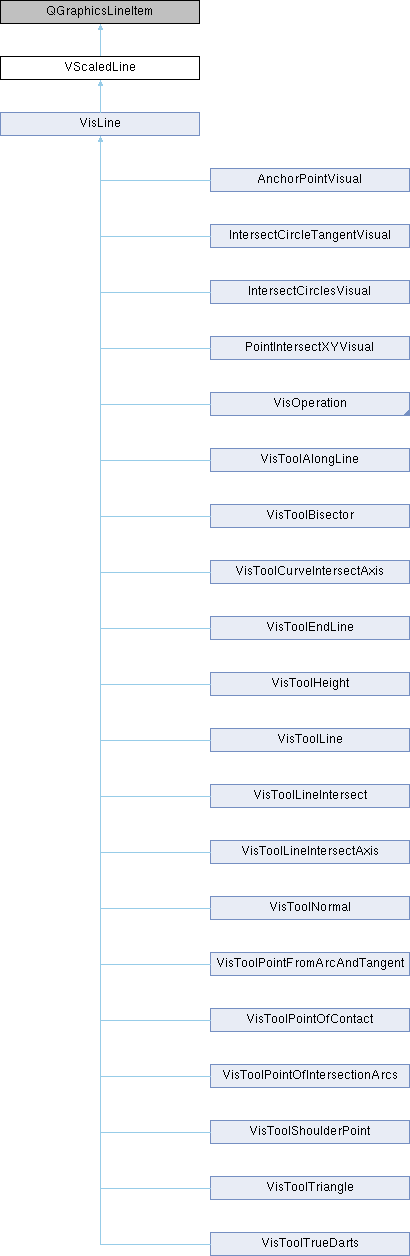 QGraphicsLineItem
VScaledLine
VisLine
AnchorPointVisual
IntersectCircleTangentVisual
IntersectCirclesVisual
PointIntersectXYVisual
VisOperation
VisToolAlongLine
VisToolBisector
VisToolCurveIntersectAxis
VisToolEndLine
VisToolHeight
VisToolLine
VisToolLineIntersect
VisToolLineIntersectAxis
VisToolNormal
VisToolPointFromArcAndTangent
VisToolPointOfContact
VisToolPointOfIntersectionArcs
VisToolShoulderPoint
VisToolTriangle
VisToolTrueDarts